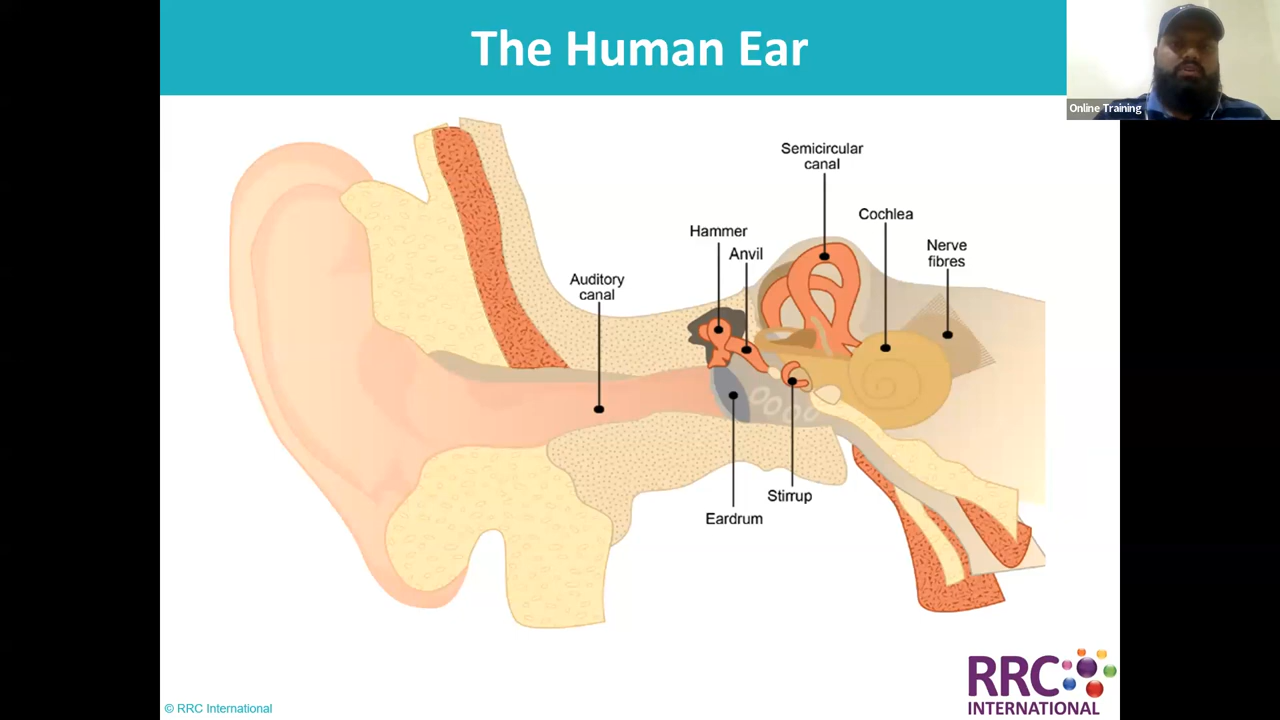 The Human Ear
Online Training
Semicircular
canal
Cochlea
Hammer
Anvil
Nerve
fibres
Auditory
canal
Stirrup
Eardrum
RRC
INTERNATIONAL
© RRC International